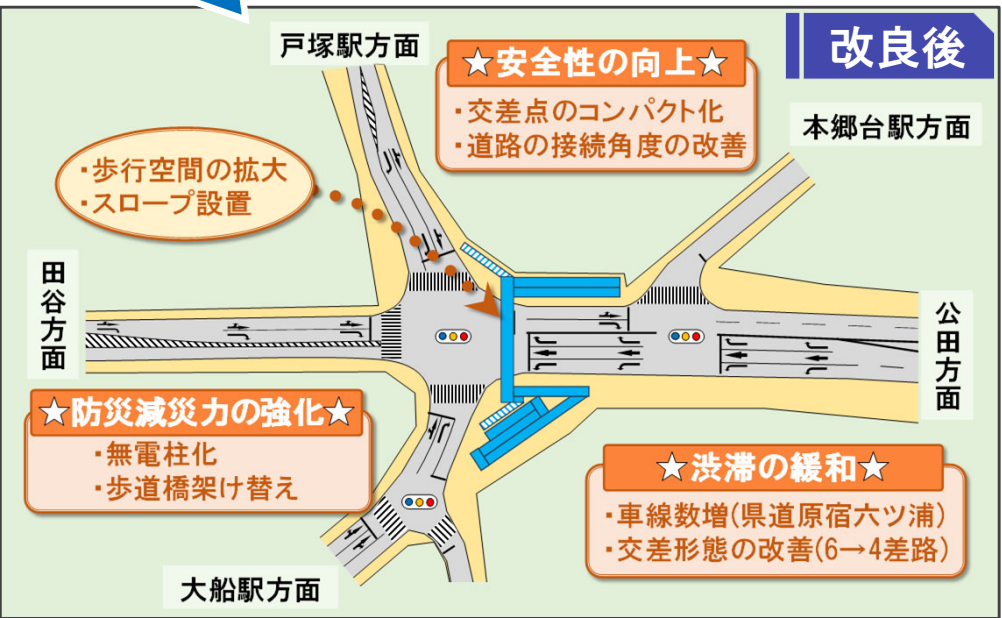 改良後
戸塚駅方面
★安全性の向上★
・交差点のコンパクト化
・道路の接続角度の改善
本郷台駅方面
・歩行空間の拡大
・スロープ設置
田谷方面
公田方面
★防災減災力の強化★
・無電柱化
・歩道橋架け替え
★渋滞の緩和★
・車線数増(県道原宿六ツ浦)
・交差形態の改善(6→4差路)
大船駅方面